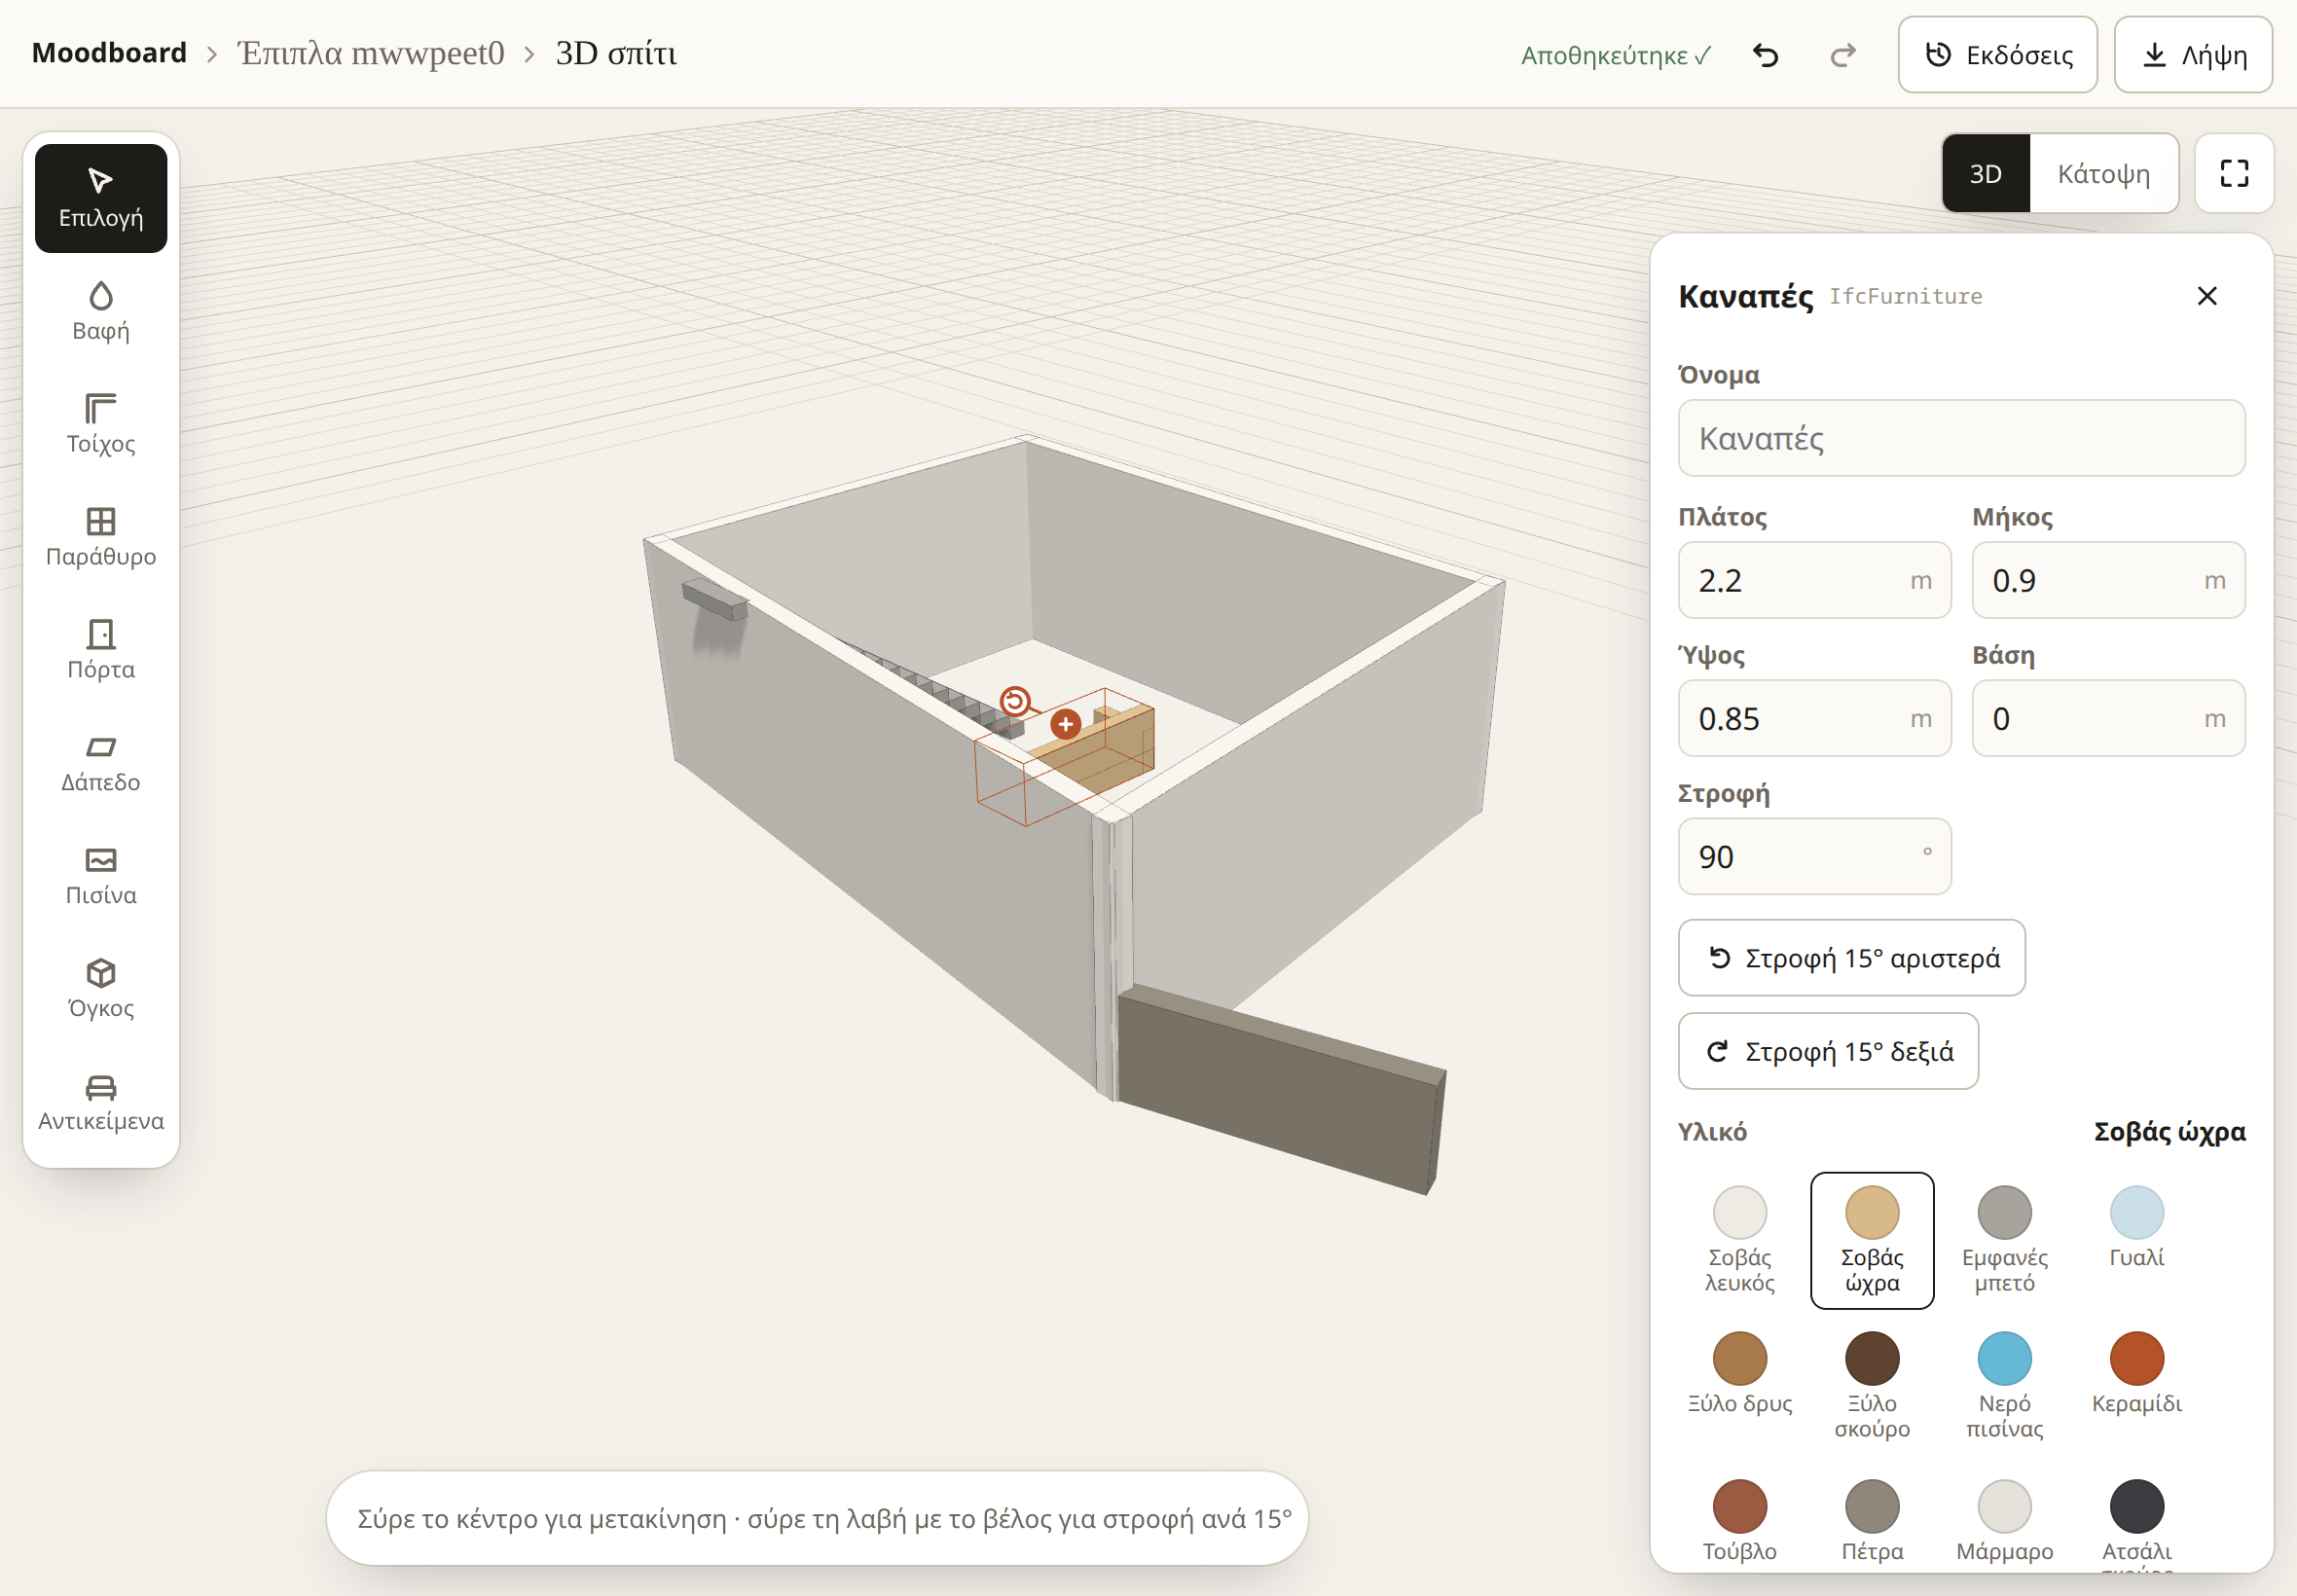 Moodboard > Έπιπλα mwwpeet0 > 3D σπίτι
Αποθηκεύτηκε ✓
Εκδόσεις
Λήψη
Επιλογή
Βαφή
Τοίχος
Παράθυρο
Πόρτα
Δάπεδο
Πισίνα
Όγκος
Αντικείμενα
3D
Κάτοψη
Καναπές IfcFurniture
Όνομα
Καναπές
Πλάτος Μήκος
2.2 m 0.9 m
Ύψος Βάση
0.85 m 0 m
Στροφή
90 °
Στροφή 15° αριστερά
Στροφή 15° δεξιά
Υλικό Σοβάς ώχρα
Σοβάς λευκός
Σοβάς ώχρα
Εμφανές μπετό
Γυαλί
Ξύλο δρυς
Ξύλο σκούρο
Νερό πισίνας
Κεραμίδι
Τούβλο
Πέτρα
Μάρμαρο
Ατσάλι
Σύρε το κέντρο για μετακίνηση · σύρε τη λαβή με το βέλος για στροφή ανά 15°